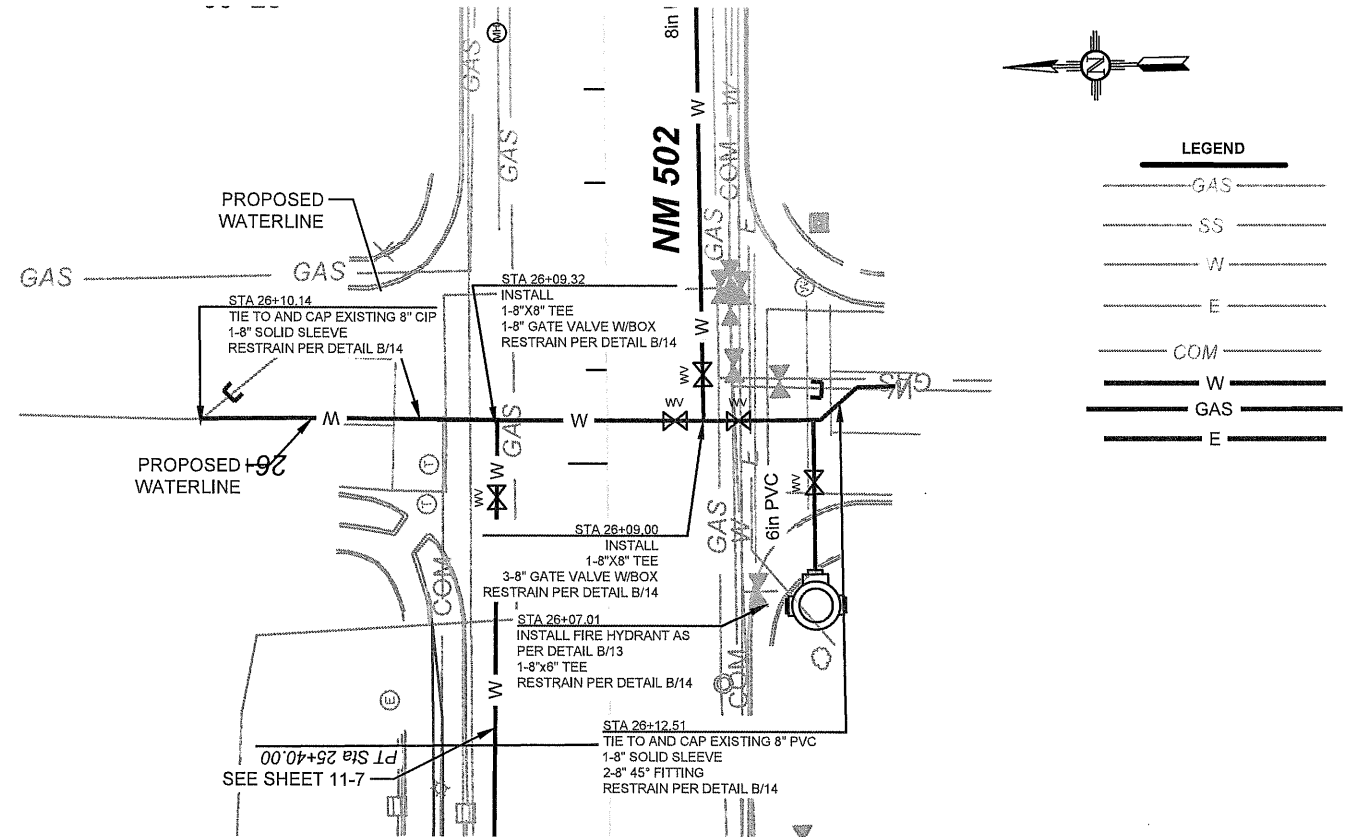 MH
GAS
8in
W
COM
W
GAS
NM 502
N
LEGEND
GAS
SS
W
E
COM
W
GAS
E
PROPOSED
WATERLINE
GAS
GAS
GAS
E
W
STA 26+10.14
TIE TO AND CAP EXISTING 8" CIP
1-8" SOLID SLEEVE
RESTRAIN PER DETAIL B/14
STA 26+09.32
INSTALL
1-8"X8" TEE
1-8" GATE VALVE W/BOX
RESTRAIN PER DETAIL B/14
W
WV
W
W
WV
WV
GAS
PROPOSED
WATERLINE
26
T
T
W
WV
WV
6in PVC
E
GAS
W
STA 26+09.00
INSTALL
1-8"X8" TEE
3-8" GATE VALVE W/BOX
RESTRAIN PER DETAIL B/14
COM
STA 26+07.01
INSTALL FIRE HYDRANT AS
PER DETAIL B/13
1-8"x6" TEE
RESTRAIN PER DETAIL B/14
COM
E
W
STA 26+12.51
TIE TO AND CAP EXISTING 8" PVC
1-8" SOLID SLEEVE
2-8" 45° FITTING
RESTRAIN PER DETAIL B/14
PT Sta 25+40.00
SEE SHEET 11-7